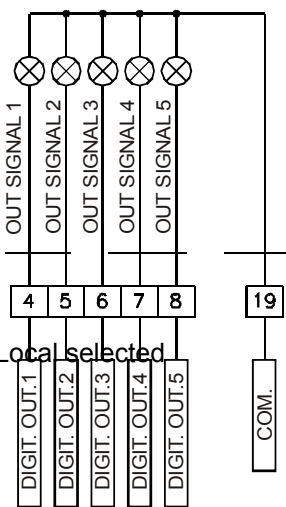 OUT SIGNAL 1
OUT SIGNAL 2
OUT SIGNAL 3
OUT SIGNAL 4
OUT SIGNAL 5
4 5 6 7 8 19
Local selected
DIGIT. OUT.1
DIGIT. OUT.2
DIGIT. OUT.3
DIGIT. OUT.4
DIGIT. OUT.5
COM.